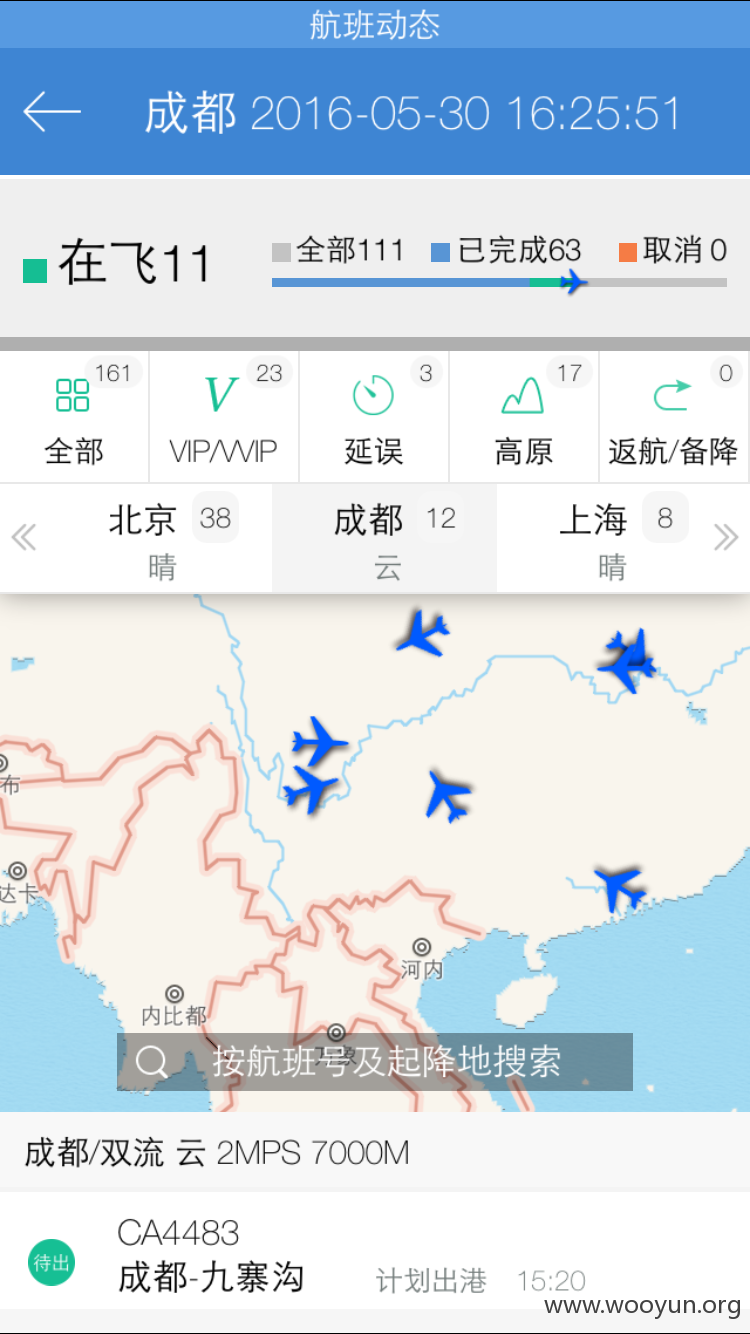 航班动态
成都 2016-05-30 16:25:51
在飞11
全部111 已完成63 取消 0
161 23 3 17 0
全部 VIP/VVIP 延误 高原 返航/备降
北京 38 成都 12 上海 8
晴 云 晴
布
达卡
河内
内比都
按航班号及起降地搜索
成都/双流 云 2MPS 7000M
CA4483
待出
成都-九寨沟 计划出港 15:20
www.wooyun.org